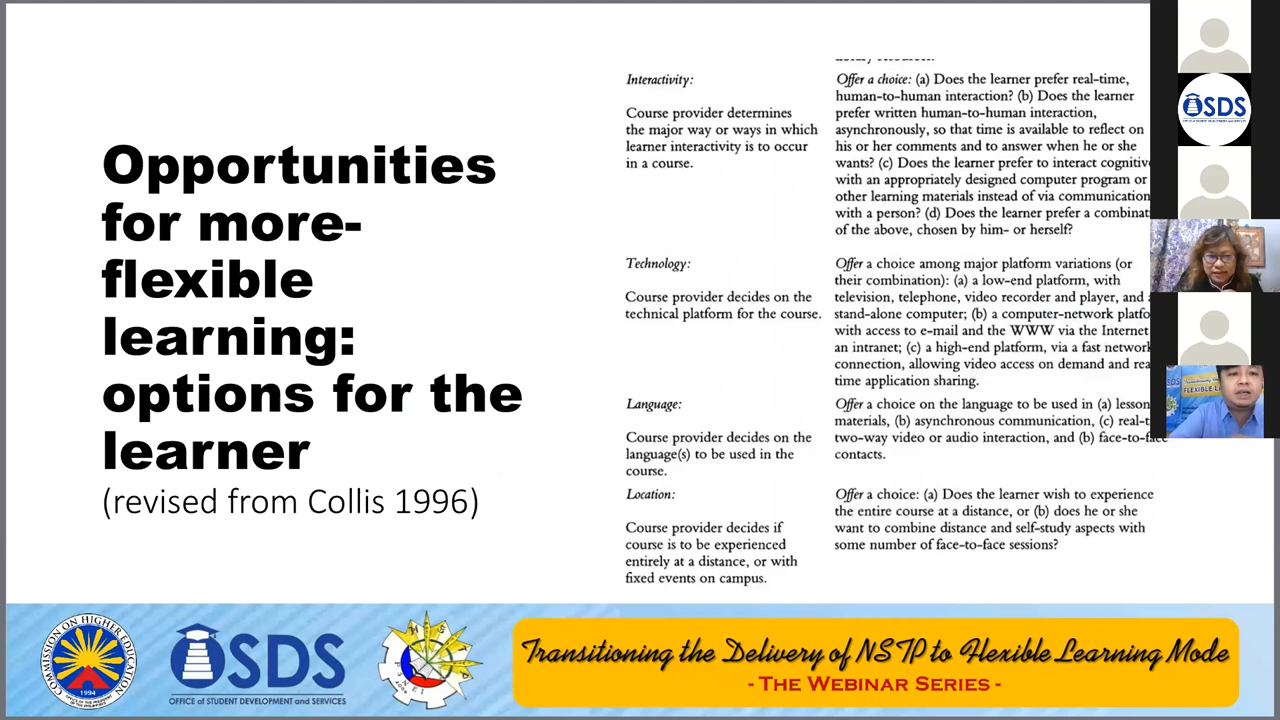 Opportunities
for more-
flexible
learning:
options for the
learner
(revised from Collis 1996)
Interactivity:
Course provider determines
the major way or ways in which
learner interactivity is to occur
in a course.
Offer a choice: (a) Does the learner prefer real-time,
human-to-human interaction? (b) Does the learner
prefer written human-to-human interaction,
asynchronously, so that time is available to reflect on
his or her comments and to answer when he or she
wants? (c) Does the learner prefer to interact
with an appropriately designed computer program or
other learning materials instead of via communication
with a person? (d) Does the learner prefer a
of the above, chosen by him- or herself?
Technology:
Course provider decides on the
technical platform for the course.
Offer a choice among major platform variations (or
their combination): (a) a low-end platform, with
television, telephone, video recorder and player, and
stand-alone computer; (b) a computer-network
with access to e-mail and the WWW via the Internet
an intranet; (c) a high-end platform, via a fast network
connection, allowing video access on demand and
time application sharing.
Language:
Course provider decides on the
language(s) to be used in the
course.
Offer a choice on the language to be used in (a) lesson
materials, (b) asynchronous communication, (c)
two-way video or audio interaction, and (b) face-to-face
contacts.
Location:
Course provider decides if
course is to be experienced
entirely at a distance, or with
fixed events on campus.
Offer a choice: (a) Does the learner wish to experience
the entire course at a distance, or (b) does he or she
want to combine distance and self-study aspects with
some number of face-to-face sessions?
OSDS
COMMISSION ON HIGHER EDUCATION
1994
OSDS
OFFICE OF STUDENT DEVELOPMENT and SERVICES
Transitioning the Delivery of NSTP to Flexible Learning Mode
- THE WEBINAR SERIES -